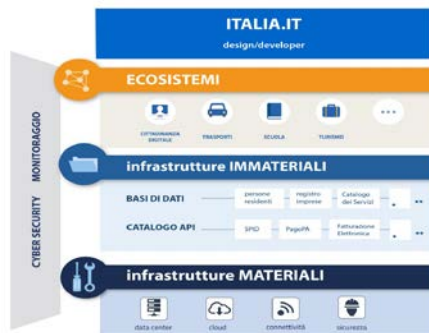 ITALIA.IT
design/developer
CYBER SECURITY MONITORAGGIO
ECOSISTEMI
CITTADINANZA DIGITALE
TRASPORTI
SCUOLA
TURISMO
infrastrutture IMMATERIALI
BASI DI DATI
persone residenti
registro imprese
Catalogo dei Servizi
CATALOGO API
SPID
PagoPA
Fatturazione Elettronica
infrastrutture MATERIALI
data center
cloud
connettività
sicurezza